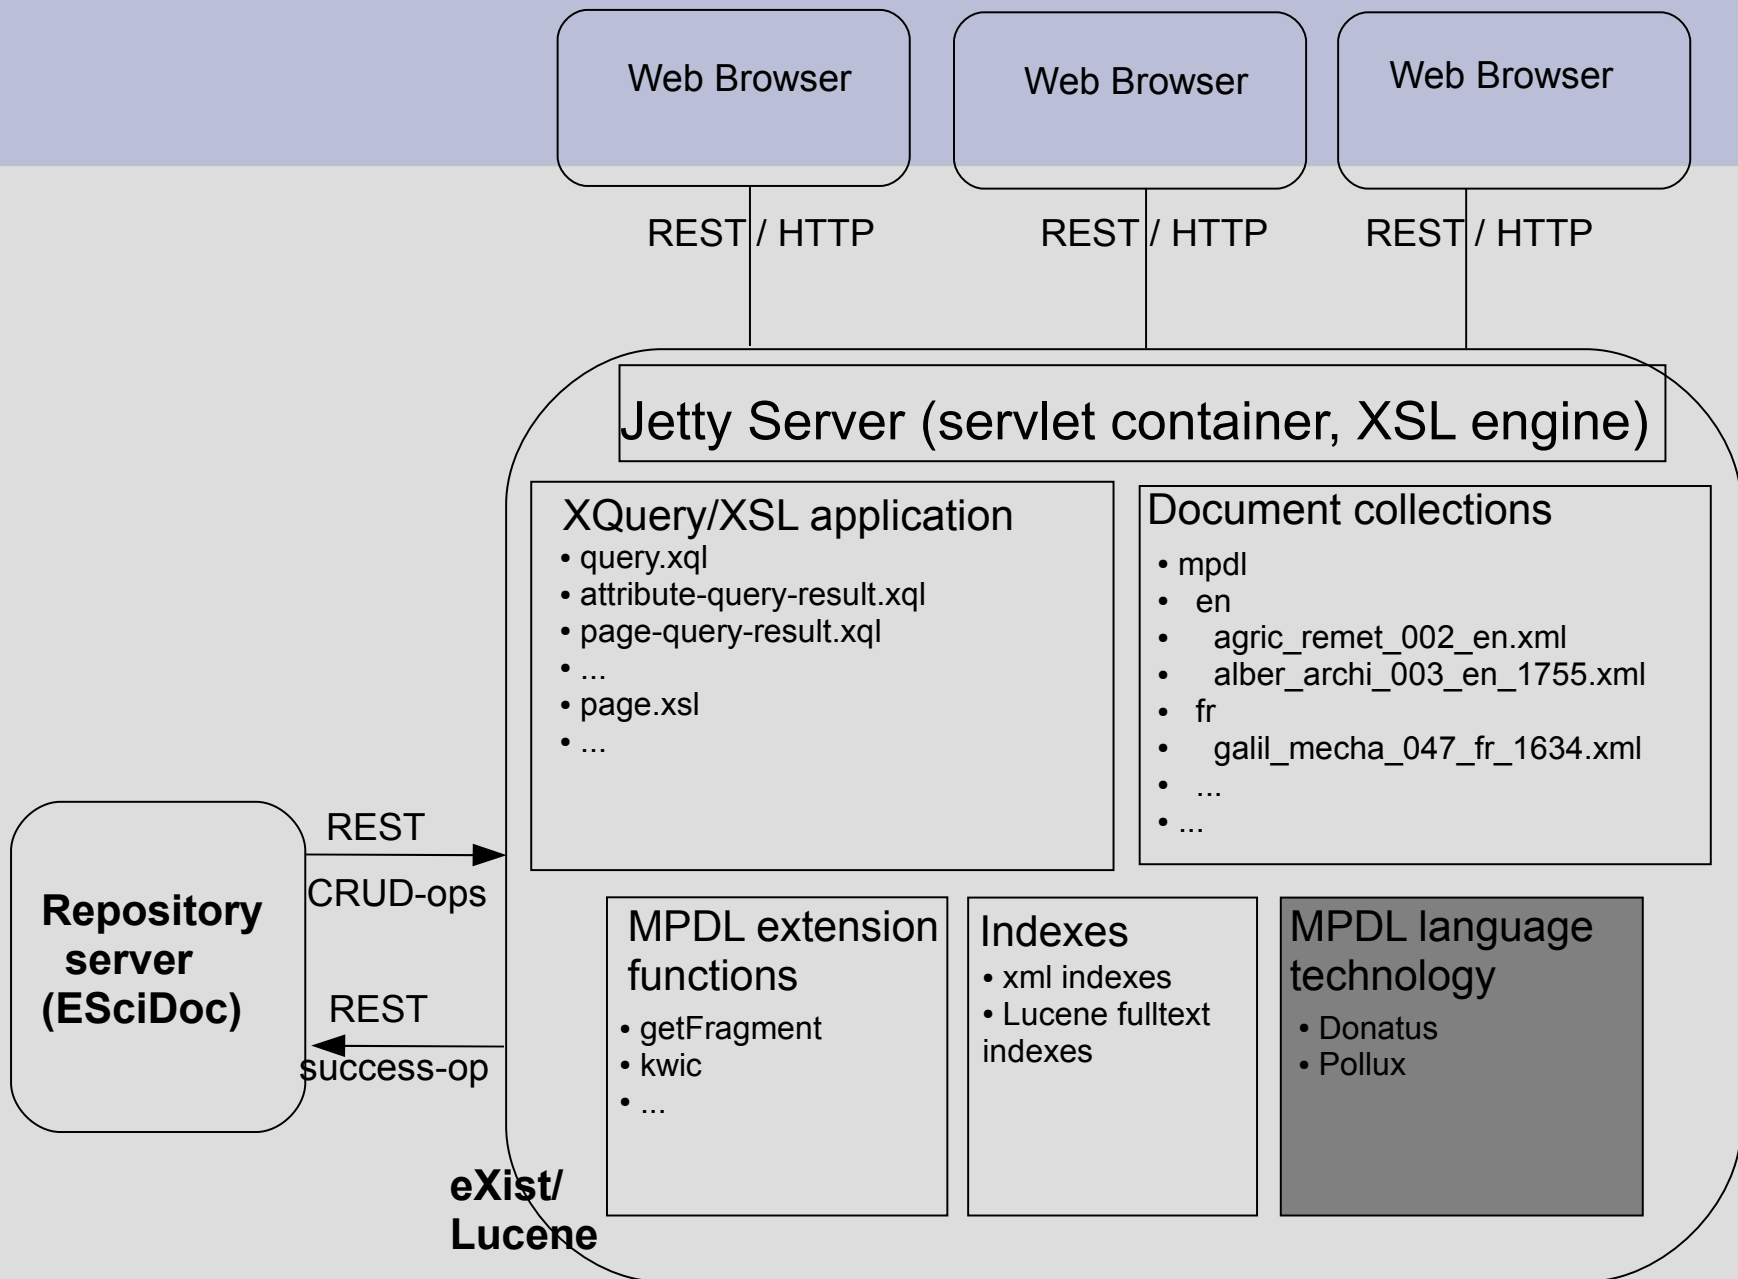 Web Browser
Web Browser
Web Browser
REST / HTTP
REST / HTTP
REST / HTTP
Jetty Server (servlet container, XSL engine)
XQuery/XSL application
• query.xql
• attribute-query-result.xql
• page-query-result.xql
• ...
• page.xsl
• ...
Document collections
• mpdl
• en
• agric_remet_002_en.xml
• alber_archi_003_en_1755.xml
• fr
• galil_mecha_047_fr_1634.xml
• ...
• ...
Repository
server
(ESciDoc)
REST
CRUD-ops
REST
success-op
MPDL extension
functions
• getFragment
• kwic
• ...
Indexes
• xml indexes
• Lucene fulltext
indexes
MPDL language
technology
• Donatus
• Pollux
eXist/
Lucene